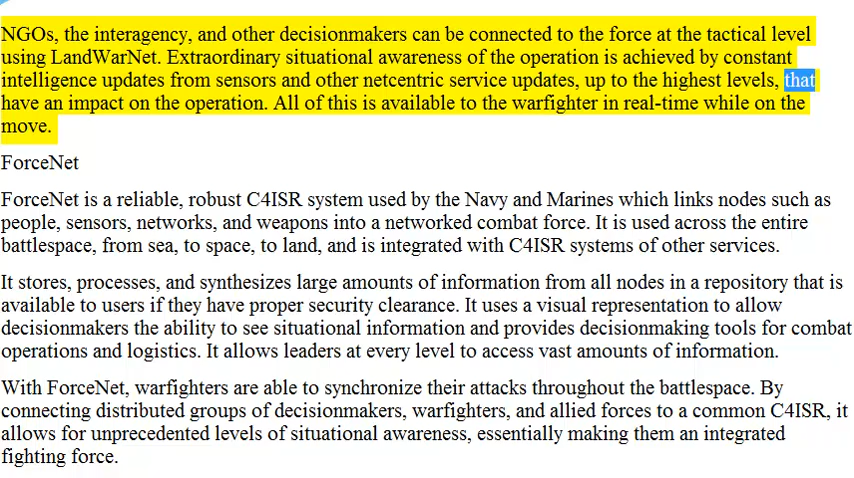 NGOs, the interagency, and other decisionmakers can be connected to the force at the tactical level
using LandWarNet. Extraordinary situational awareness of the operation is achieved by constant
intelligence updates from sensors and other netcentric service updates, up to the highest levels, that
have an impact on the operation. All of this is available to the warfighter in real-time while on the
move.
ForceNet
ForceNet is a reliable, robust C4ISR system used by the Navy and Marines which links nodes such as
people, sensors, networks, and weapons into a networked combat force. It is used across the entire
battlespace, from sea, to space, to land, and is integrated with C4ISR systems of other services.
It stores, processes, and synthesizes large amounts of information from all nodes in a repository that is
available to users if they have proper security clearance. It uses a visual representation to allow
decisionmakers the ability to see situational information and provides decisionmaking tools for combat
operations and logistics. It allows leaders at every level to access vast amounts of information.
With ForceNet, warfighters are able to synchronize their attacks throughout the battlespace. By
connecting distributed groups of decisionmakers, warfighters, and allied forces to a common C4ISR, it
allows for unprecedented levels of situational awareness, essentially making them an integrated
fighting force.